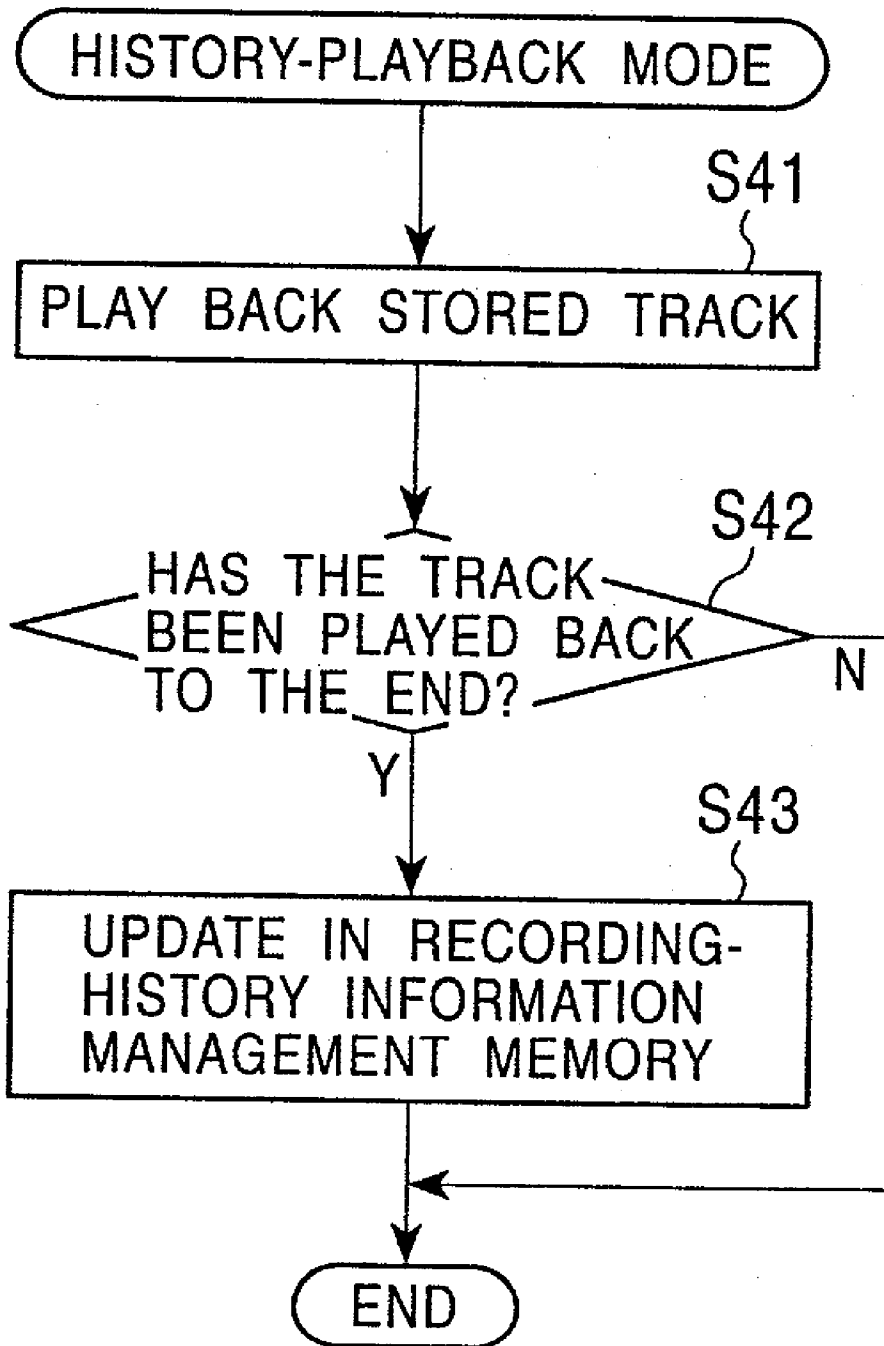 HISTORY-PLAYBACK MODE
S41
PLAY BACK STORED TRACK
S42
HAS THE TRACK
BEEN PLAYED BACK
TO THE END?
N
Y
S43
UPDATE IN RECORDING-
HISTORY INFORMATION
MANAGEMENT MEMORY
END